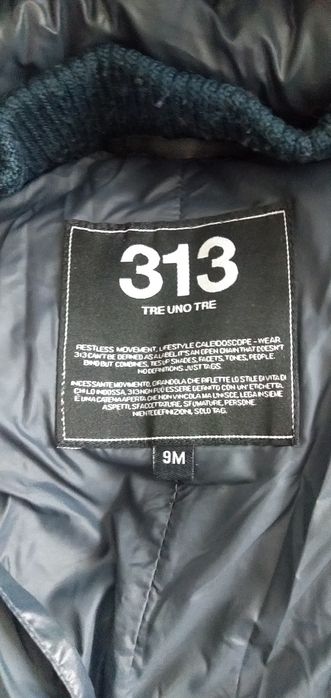 313
TRE UNO TRE
RESTLESS MOVEMENT, LIFESTYLE CALEIDOSCOPE - WEAR
313 CAN'T BE DEFINED AS A LABEL. IT'S AN OPEN CHAIN THAT DOESN'T
BIND BUT COMBINES, TIES UP SHADES, FACETS, TONES, PEOPLE.
NO DEFINITIONS. JUST TAGS.
INCESSANTE MOVIMENTO, GIRANDOLA CHE RIFLETTE LO STILE DI VITA DI
CHI LO INDOSSA, 313 NON PUÒ ESSERE DEFINITO CON UN'ETICHETTA.
È UNA CATENA APERTA CHE NON VINCOLA MA UNISCE, LEGA INSIEME
ASPETTI, SFACCETTATURE, SFUMATURE, PERSONE.
NIENTE DEFINIZIONI, SOLO TAG.
9M